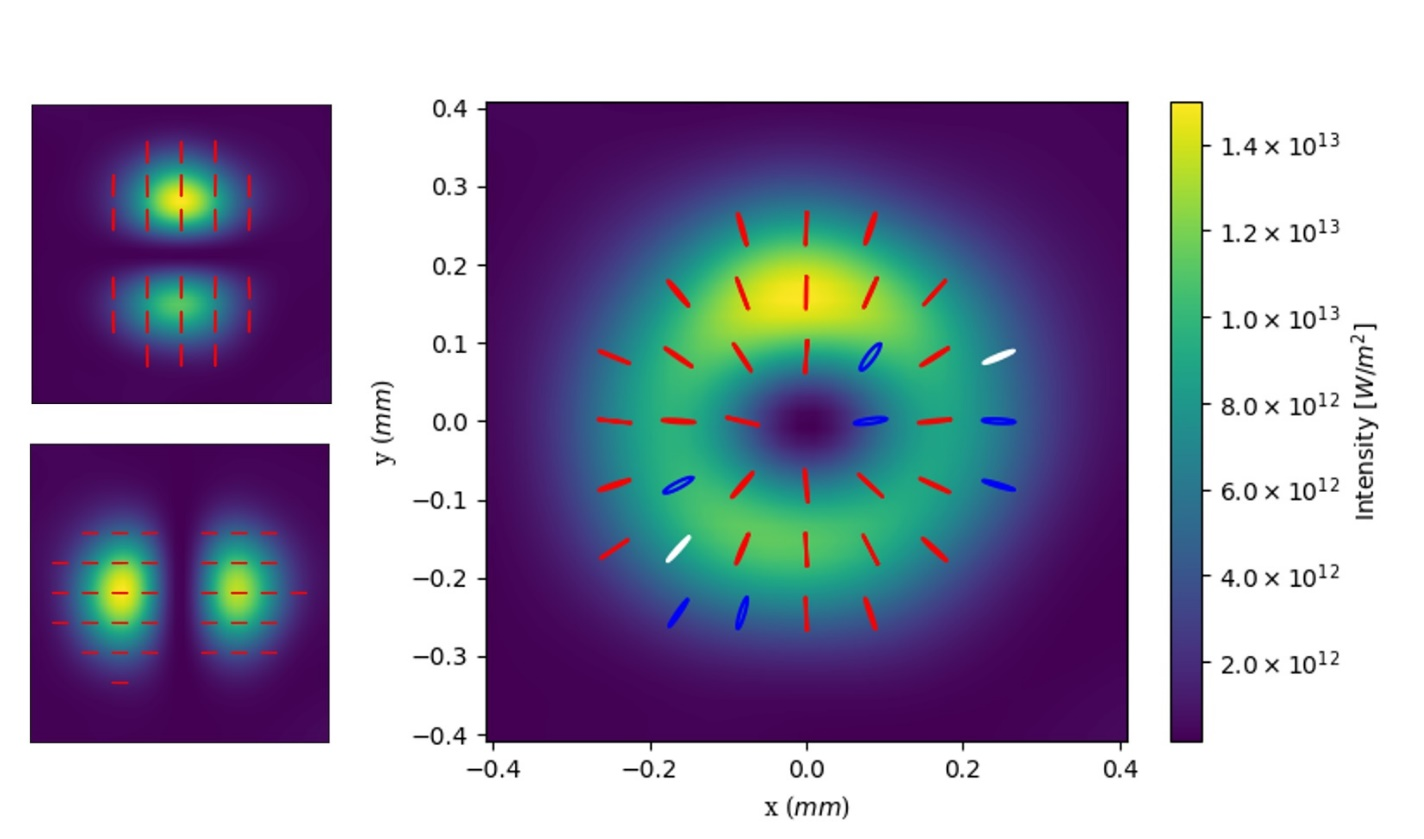 0.4
0.3
0.2
0.1
0.0
−0.1
−0.2
−0.3
−0.4
y (mm)
−0.4 −0.2 0.0 0.2 0.4
x (mm)
1.4 × 10¹³
1.2 × 10¹³
1.0 × 10¹³
8.0 × 10¹²
6.0 × 10¹²
4.0 × 10¹²
2.0 × 10¹²
Intensity [W/m²]